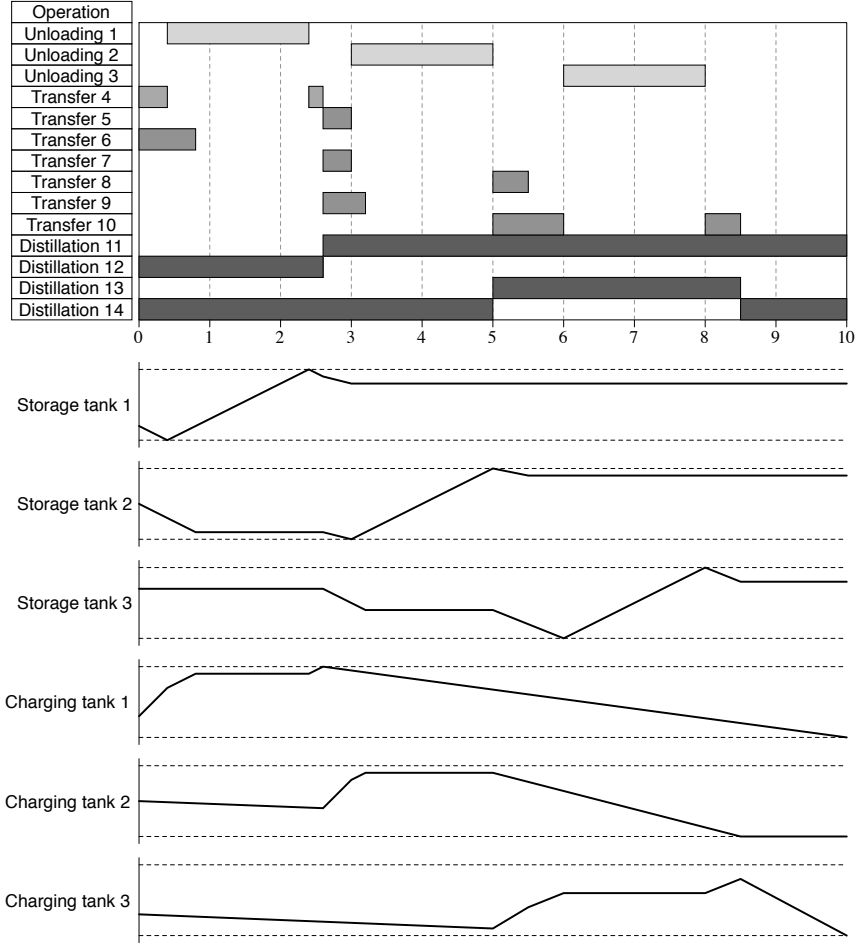 Operation
Unloading 1
Unloading 2
Unloading 3
Transfer 4
Transfer 5
Transfer 6
Transfer 7
Transfer 8
Transfer 9
Transfer 10
Distillation 11
Distillation 12
Distillation 13
Distillation 14
0 1 2 3 4 5 6 7 8 9 10
Storage tank 1
Storage tank 2
Storage tank 3
Charging tank 1
Charging tank 2
Charging tank 3